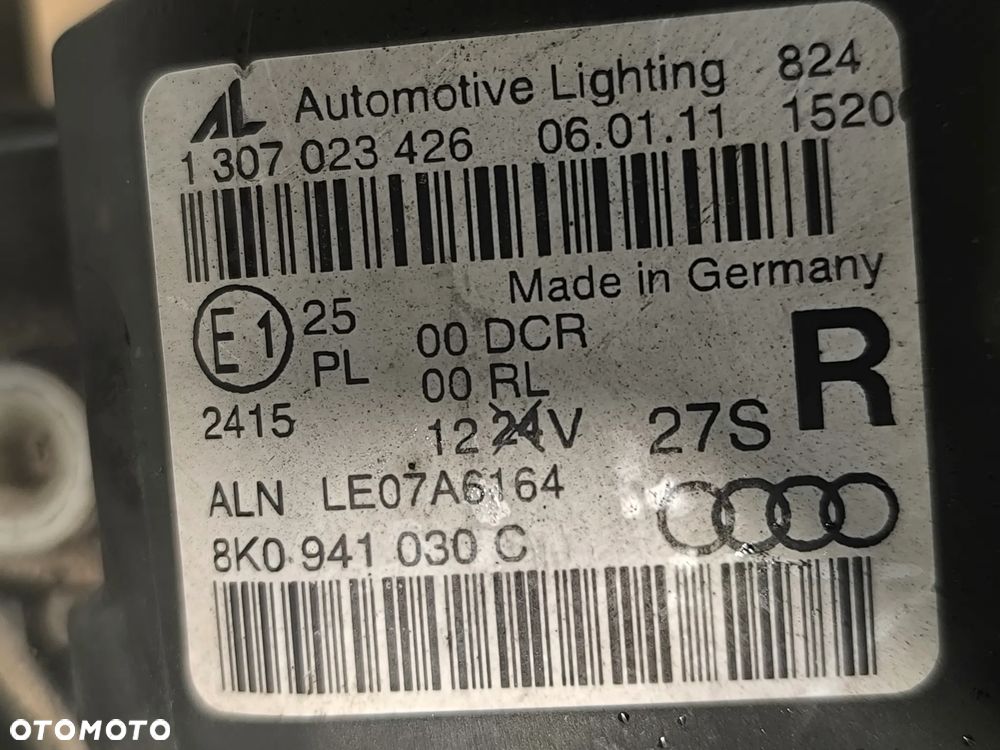 AL Automotive Lighting 824
1 307 023 426 06.01.11 1520
Made in Germany
E1 25 00 DCR R
PL 00 RL
2415 12 24V 27S
ALN LE07A6164
8K0 941 030 C
OTOMOTO